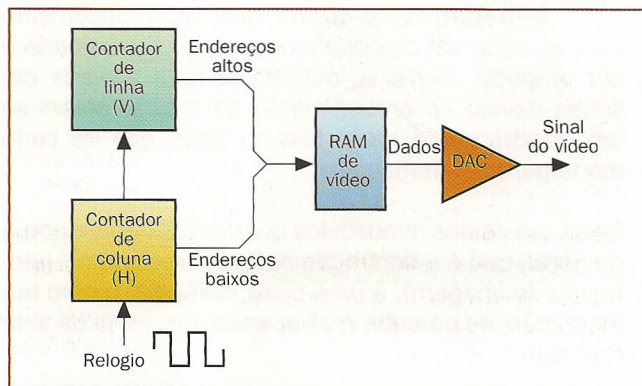 Contador
de
linha
(V)
Endereços
altos
RAM
de
vídeo
Dados
DAC
Sinal
do vídeo
Contador
de
coluna
(H)
Endereços
baixos
Relogio